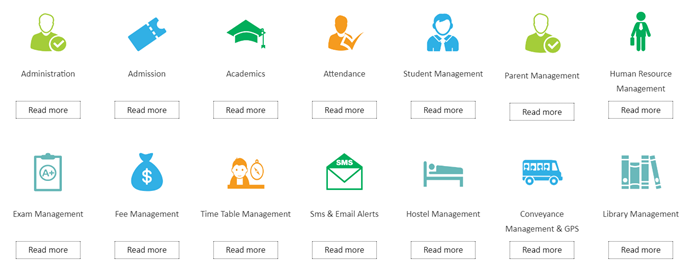 Administration
Admission
Academics
Attendance
Student Management
Parent Management
Human Resource
Management
Read more
Read more
Read more
Read more
Read more
Read more
Read more
A+
$
SMS
Exam Management
Fee Management
Time Table Management
Sms & Email Alerts
Hostel Management
Conveyance
Management & GPS
Library Management
Read more
Read more
Read more
Read more
Read more
Read more
Read more